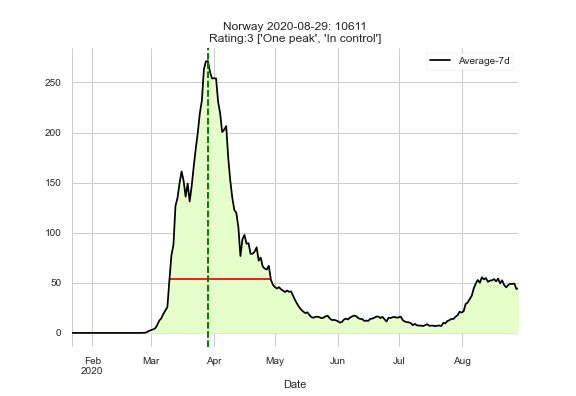 Norway 2020-08-29: 10611
Rating:3 ['One peak', 'In control']
Average-7d
250
200
150
100
50
0
Feb
2020
Mar
Apr
May
Jun
Jul
Aug
Date